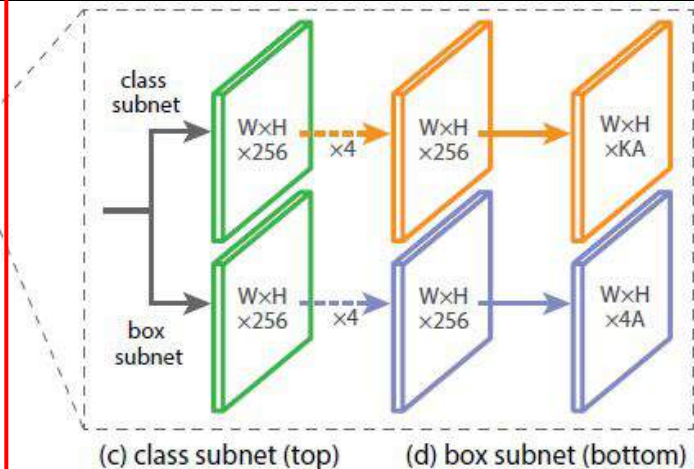 class
subnet
W×H
×256
×4
W×H
×256
W×H
×KA
W×H
×256
×4
W×H
×256
W×H
×4A
box
subnet
(c) class subnet (top)
(d) box subnet (bottom)